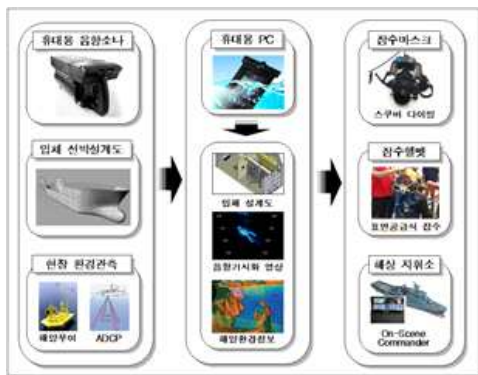 휴대용 음향소나
입체 선박설계도
현장 환경관측
해양부이
ADCP
휴대용 PC
입체 설계도
음향가시화 영상
해양환경정보
잠수마스크
스쿠버 다이빙
잠수헬멧
표면공급식 잠수
해상 지휘소
On-Scene
Commander